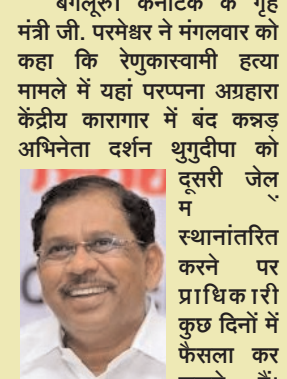 बेंगलूरु। कर्नाटक के गृह
मंत्री जी. परमेश्वर ने मंगलवार को
कहा कि रेणुकास्वामी हत्या
मामले में यहां परप्पना अग्रहारा
केंद्रीय कारागार में बंद कन्नड़
अभिनेता दर्शन थुगुदीपा को
दूसरी जेल
में
स्थानांतरित
करने पर
प्राधिकारी
कुछ दिनों में
फैसला कर